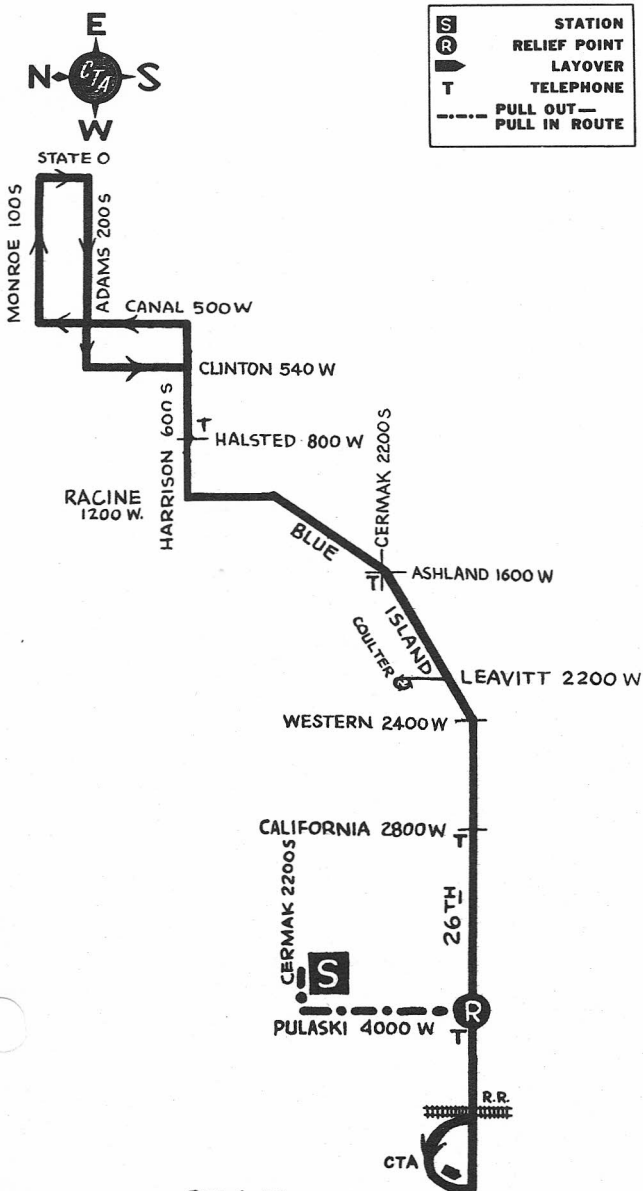 E
N
CTA
S
W
S STATION
R RELIEF POINT
LAYOVER
T TELEPHONE
PULL OUT—
PULL IN ROUTE
STATE 0
MONROE 100 S
ADAMS 200 S
CANAL 500 W
CLINTON 540 W
HARRISON 600 S
T
HALSTED 800 W
RACINE
1200 W.
BLUE
CERMAK 2200 S
T
ASHLAND 1600 W
ISLAND
COULTER
LEAVITT 2200 W
WESTERN 2400 W
CALIFORNIA 2800 W
T
CERMAK 2200 S
26TH
S
R
PULASKI 4000 W
T
R.R.
CTA